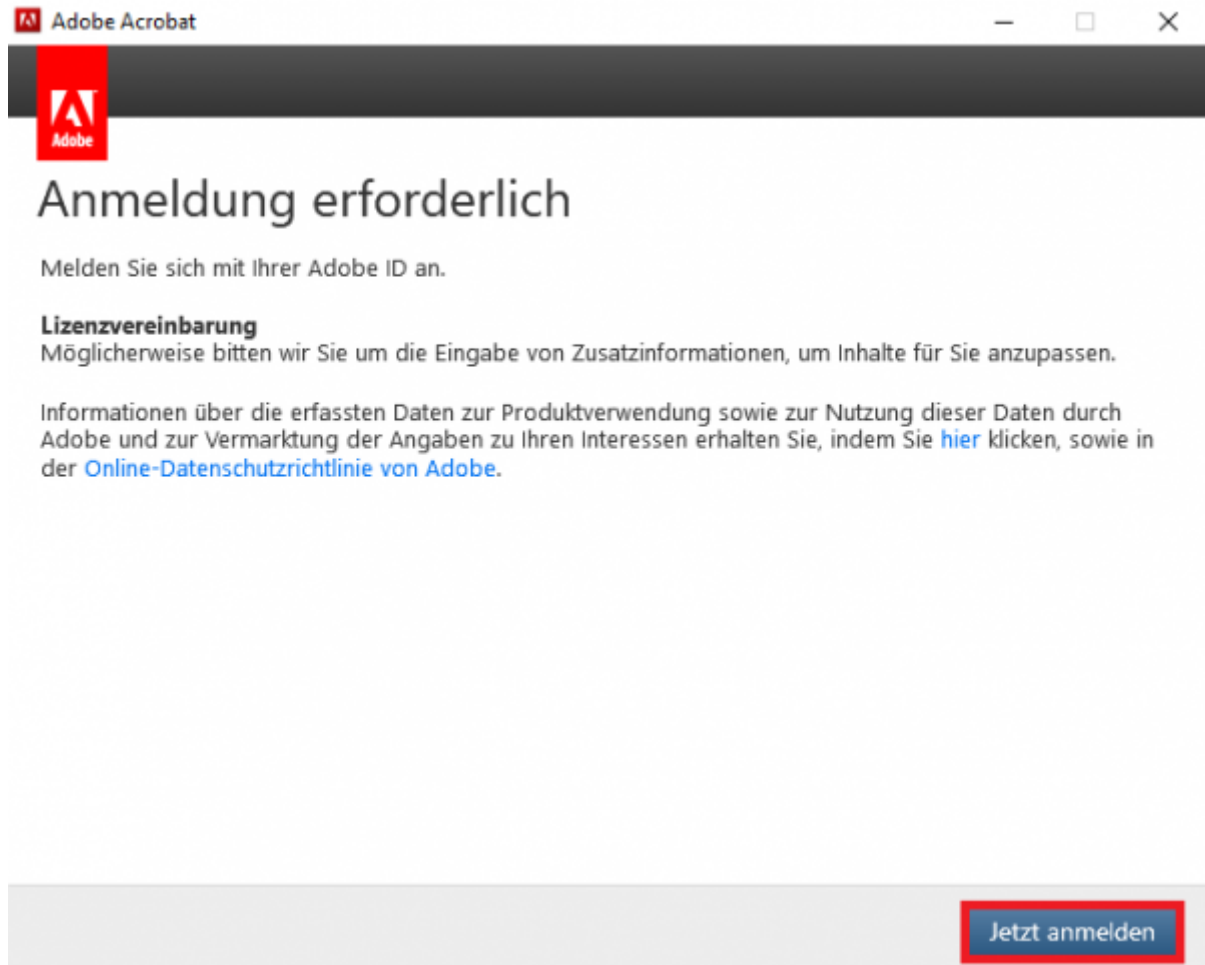 Adobe Acrobat
Adobe
Anmeldung erforderlich
Melden Sie sich mit Ihrer Adobe ID an.
Lizenzvereinbarung
Möglicherweise bitten wir Sie um die Eingabe von Zusatzinformationen, um Inhalte für Sie anzupassen.
Informationen über die erfassten Daten zur Produktverwendung sowie zur Nutzung dieser Daten durch
Adobe und zur Vermarktung der Angaben zu Ihren Interessen erhalten Sie, indem Sie hier klicken, sowie in
der Online-Datenschutzrichtlinie von Adobe.
Jetzt anmelden